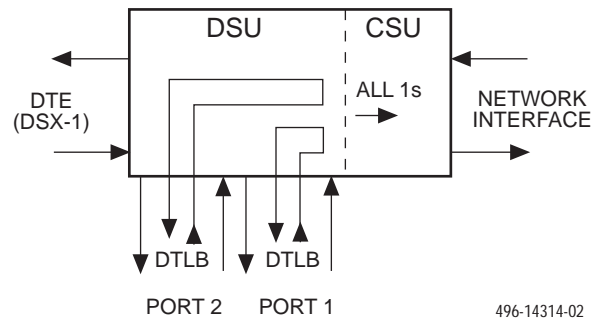 DSU
CSU
ALL 1s
DTE
(DSX-1)
NETWORK
INTERFACE
DTLB
DTLB
PORT 2
PORT 1
496-14314-02